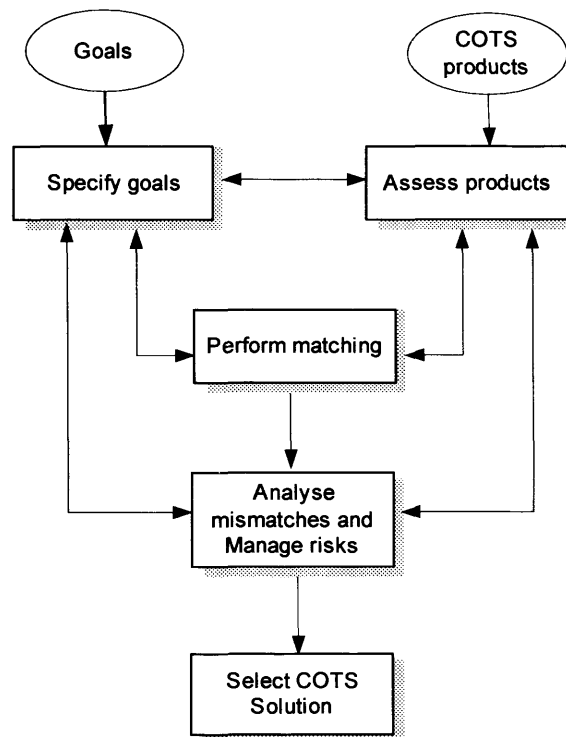 Goals
COTS
products
Specify goals
Assess products
Perform matching
Analyse
mismatches and
Manage risks
Select COTS
Solution